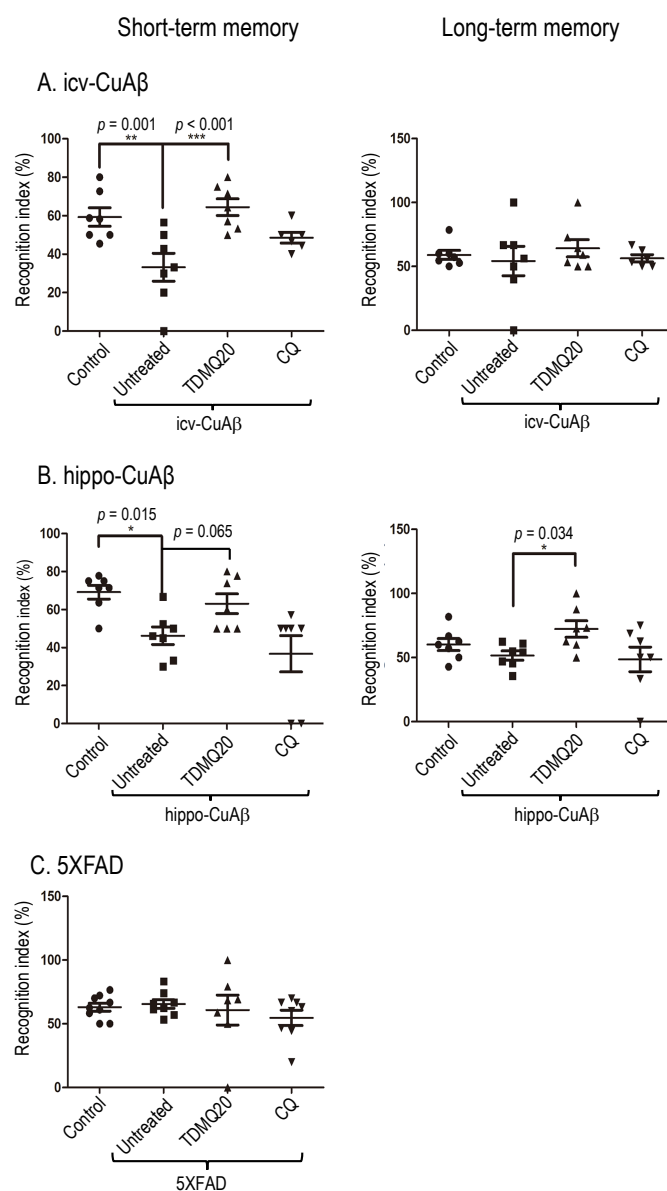 Short-term memory
Long-term memory
A. icv-CuAβ
p = 0.001
p < 0.001
**
***
Recognition index (%)
100
80
60
40
20
0
Control
Untreated
TDMQ20
CQ
icv-CuAβ
Recognition index (%)
150
100
50
0
Control
Untreated
TDMQ20
CQ
icv-CuAβ
B. hippo-CuAβ
p = 0.015
*
p = 0.065
Recognition index (%)
100
80
60
40
20
0
Control
Untreated
TDMQ20
CQ
hippo-CuAβ
p = 0.034
*
Recognition index (%)
150
100
50
0
Control
Untreated
TDMQ20
CQ
hippo-CuAβ
C. 5XFAD
Recognition index (%)
150
100
50
0
Control
Untreated
TDMQ20
CQ
5XFAD